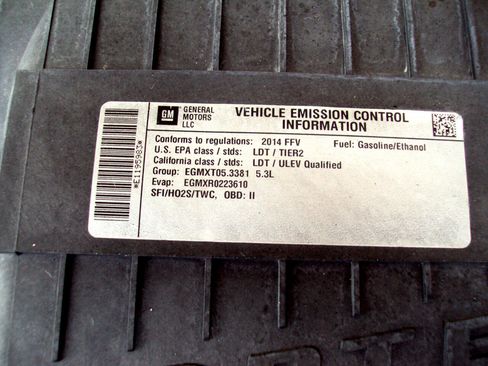 GM
GENERAL
MOTORS
LLC
VEHICLE EMISSION CONTROL
INFORMATION
Conforms to regulations: 2014 FFV Fuel: Gasoline/Ethanol
U.S. EPA class / stds: LDT / TIER2
California class / stds: LDT / ULEV Qualified
Group: EGMXT05.3381 5.3L
Evap: EGMXR0223610
SFI/HO2S/TWC, OBD: II
*E1195983*